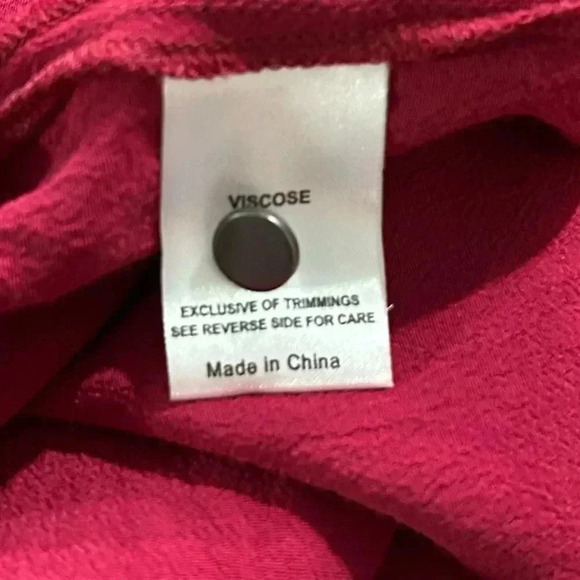 VISCOSE
EXCLUSIVE OF TRIMMINGS
SEE REVERSE SIDE FOR CARE
Made in China